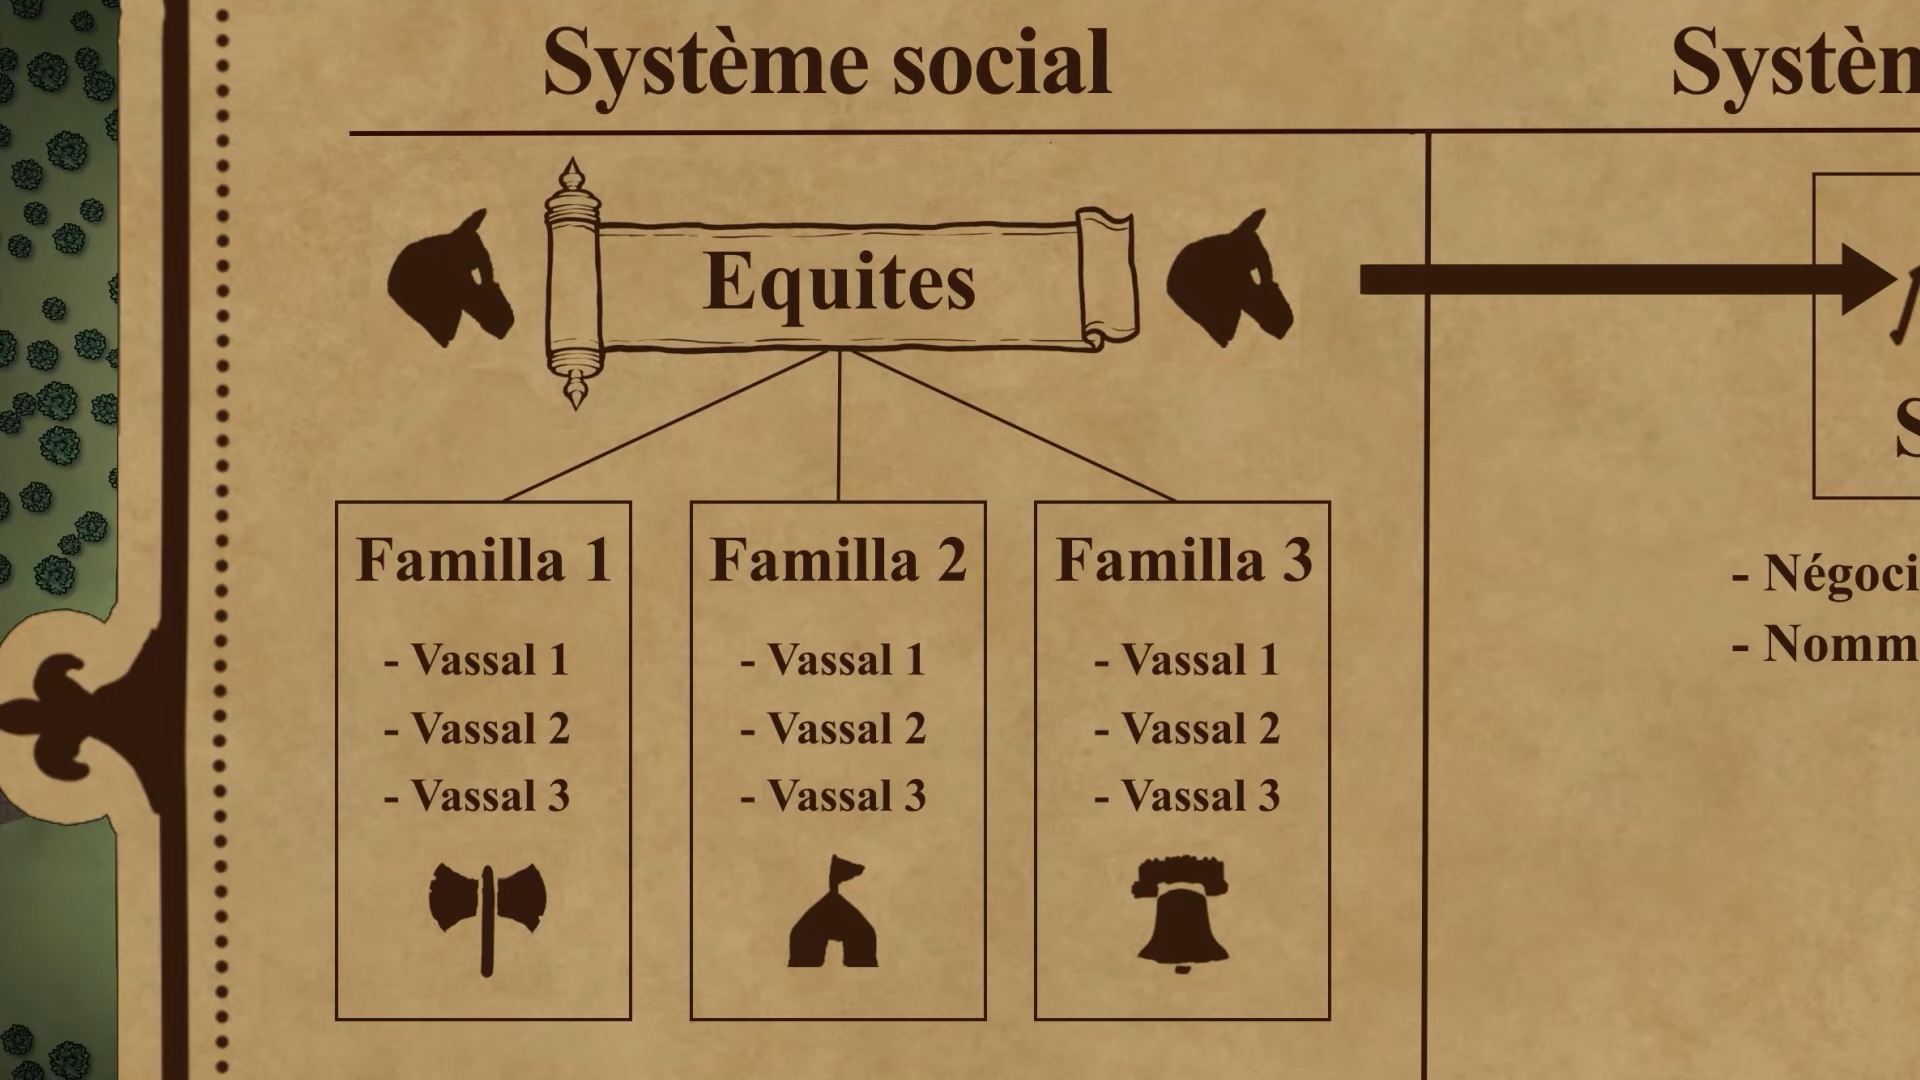 Système social
Equites
Familla 1
- Vassal 1
- Vassal 2
- Vassal 3
Familla 2
- Vassal 1
- Vassal 2
- Vassal 3
Familla 3
- Vassal 1
- Vassal 2
- Vassal 3